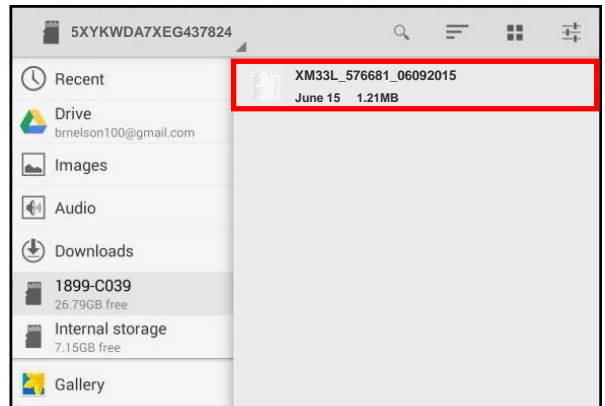 5XYKWDA7XEG437824
Recent
Drive
brnelson100@gmail.com
Images
Audio
Downloads
1899-C039
26.79GB free
Internal storage
7.15GB free
Gallery
XM33L_576681_06092015
June 15 1.21MB